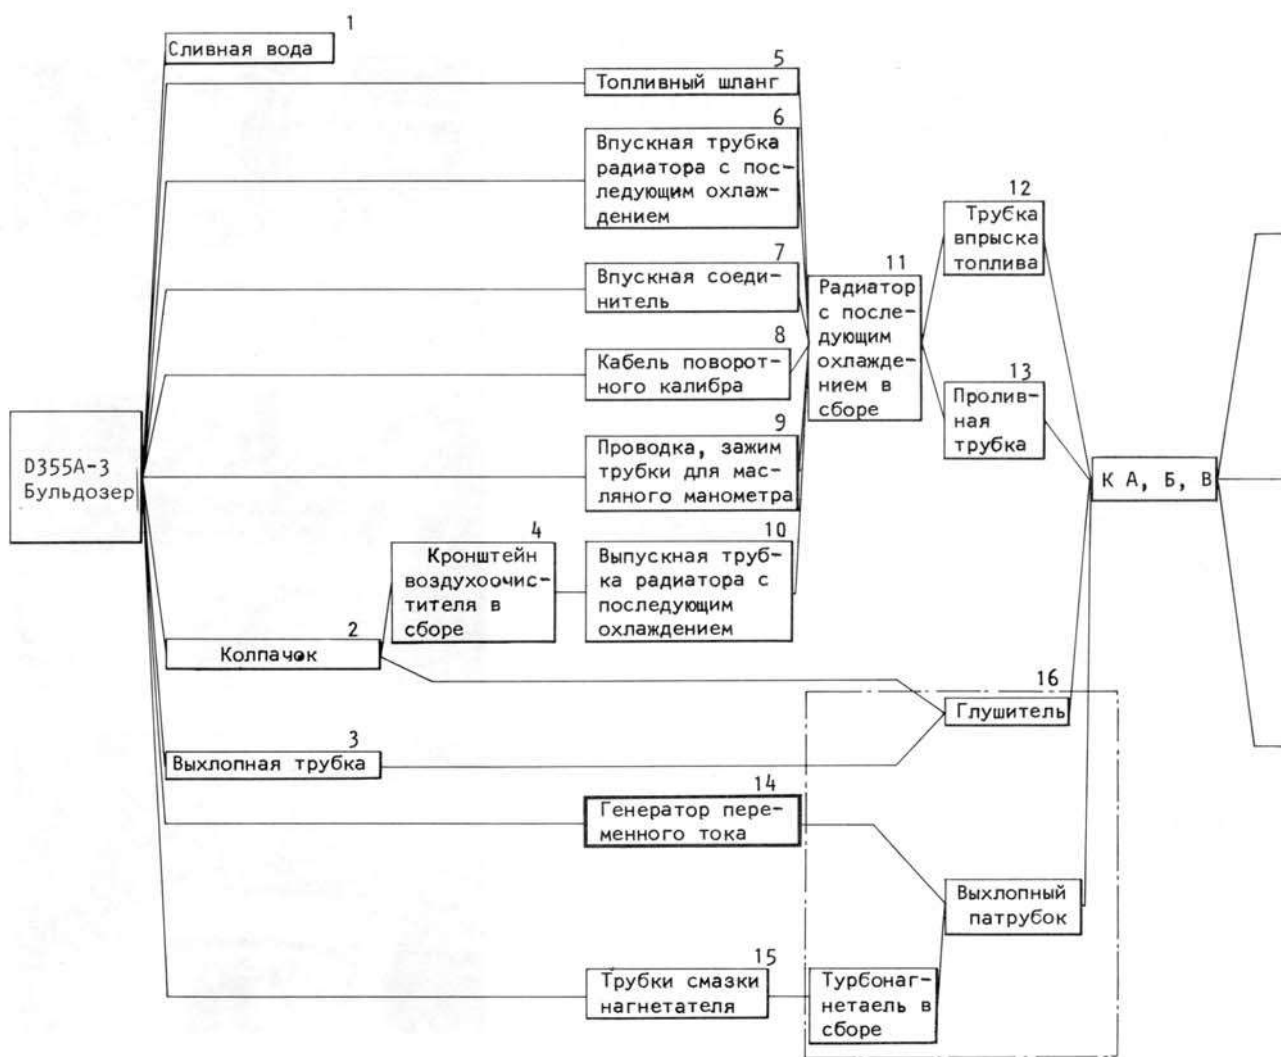 1
Сливная вода
5
Топливный шланг
6
Впускная трубка
радиатора с пос-
ледующим охлаж-
дением
7
Впускная соеди-
нитель
8
Кабель поворот-
ного калибра
9
Проводка, зажим
трубки для мас-
ляного манометра
10
Выпускная труб-
ка радиатора с
последующим
охлаждением
4
Кронштейн
воздухоочис-
тителя в
сборе
D355A-3
Бульдозер
2
Колпачок
3
Выхлопная трубка
11
Радиатор
с после-
дующим
охлажде-
нием в
сборе
12
Трубка
впрыска
топлива
13
Пролив-
ная
трубка
К А, Б, В
16
Глушитель
14
Генератор пере-
менного тока
Выхлопный
патрубок
15
Трубки смазки
нагнетателя
Турбонаг-
нетаель в
сборе